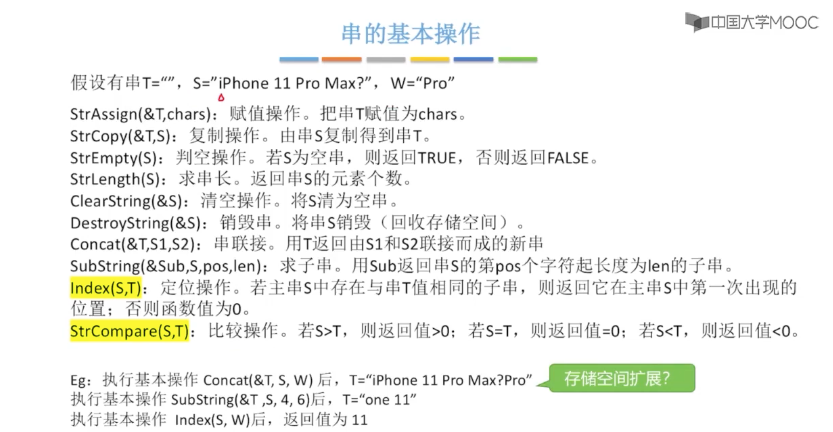 中国大学MOOC
串的基本操作
假设有串T=“”，S=”iPhone 11 Pro Max?”，W=“Pro”
StrAssign(&T,chars)：赋值操作。把串T赋值为chars。
StrCopy(&T,S)：复制操作。由串S复制得到串T。
StrEmpty(S)：判空操作。若S为空串，则返回TRUE，否则返回FALSE。
StrLength(S)：求串长。返回串S的元素个数。
ClearString(&S)：清空操作。将S清为空串。
DestroyString(&S)：销毁串。将串S销毁（回收存储空间）。
Concat(&T,S1,S2)：串联接。用T返回由S1和S2联接而成的新串
SubString(&Sub,S,pos,len)：求子串。用Sub返回串S的第pos个字符起长度为len的子串。
Index(S,T)：定位操作。若主串S中存在与串T值相同的子串，则返回它在主串S中第一次出现的
位置；否则函数值为0。
StrCompare(S,T)：比较操作。若S>T，则返回值>0；若S=T，则返回值=0；若S<T，则返回值<0。
Eg：执行基本操作 Concat(&T, S, W) 后，T=“iPhone 11 Pro Max?Pro”
存储空间扩展？
执行基本操作 SubString(&T ,S, 4, 6)后，T=“one 11”
执行基本操作 Index(S, W)后，返回值为 11